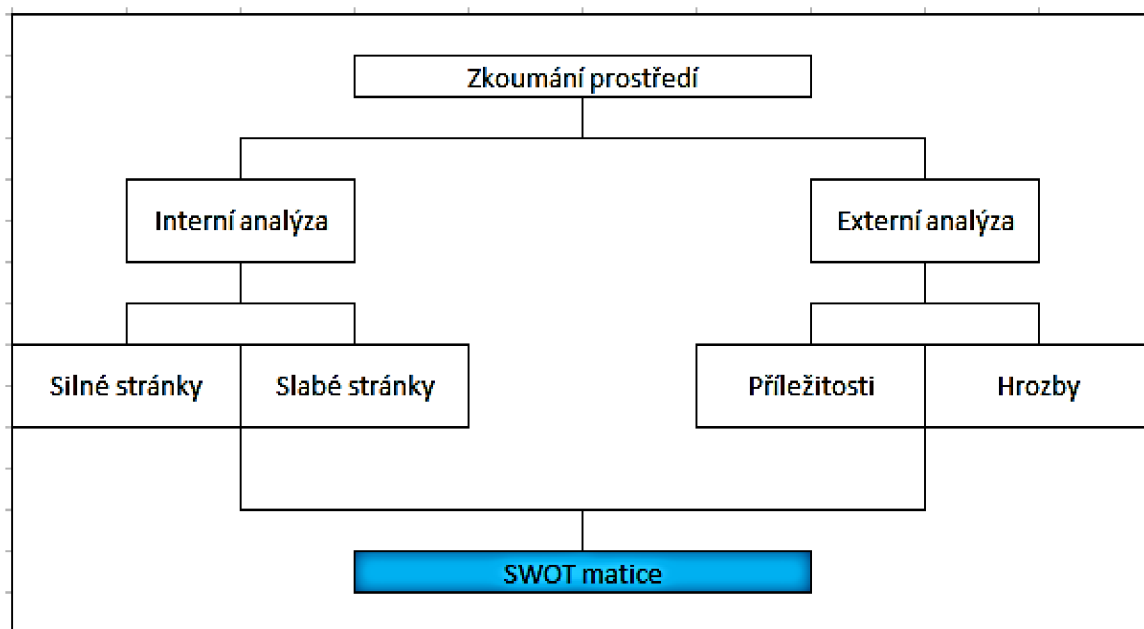 Zkoumání prostředí
Interní analýza
Externí analýza
Silné stránky
Slabé stránky
Příležitosti
Hrozby
SWOT matice